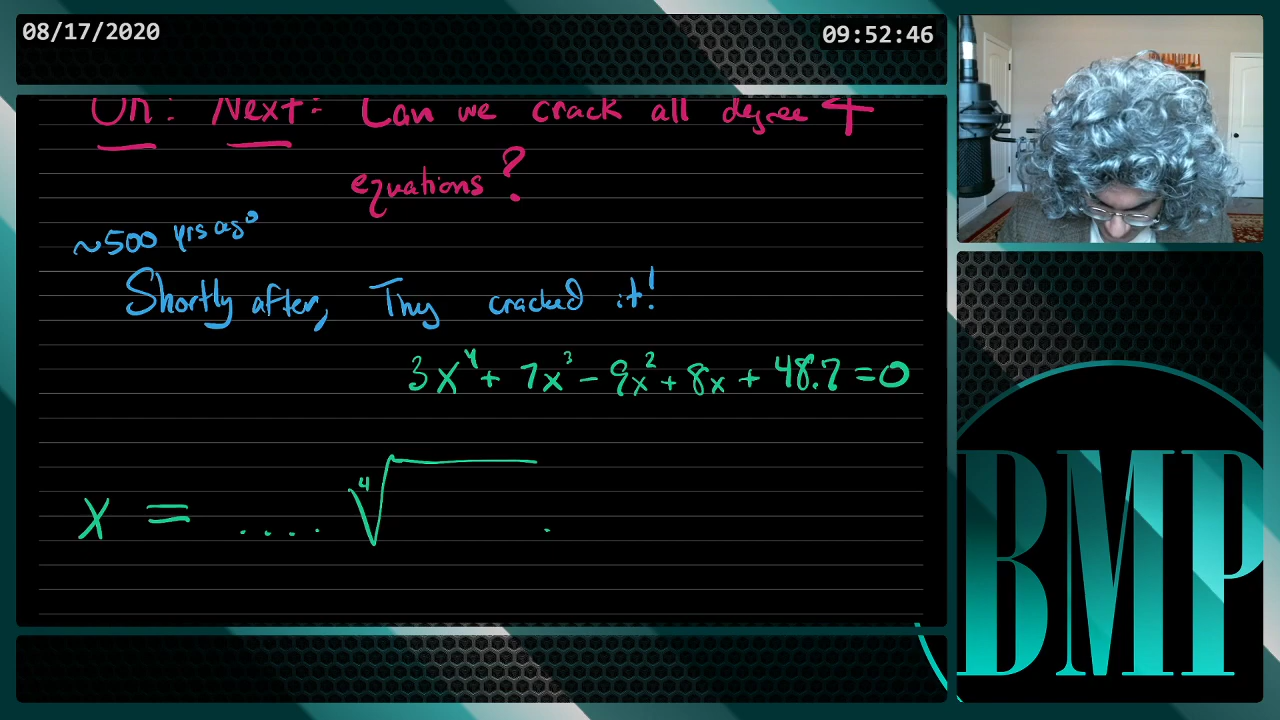 08/17/2020
09:52:46
Q: Next: Can we crack all degree 4
equations?
~500 yrs ago
Shortly after, They cracked it!
3x⁴ + 7x³ - 9x² + 8x + 48.7 = 0
x = .... ∜ .
BMP